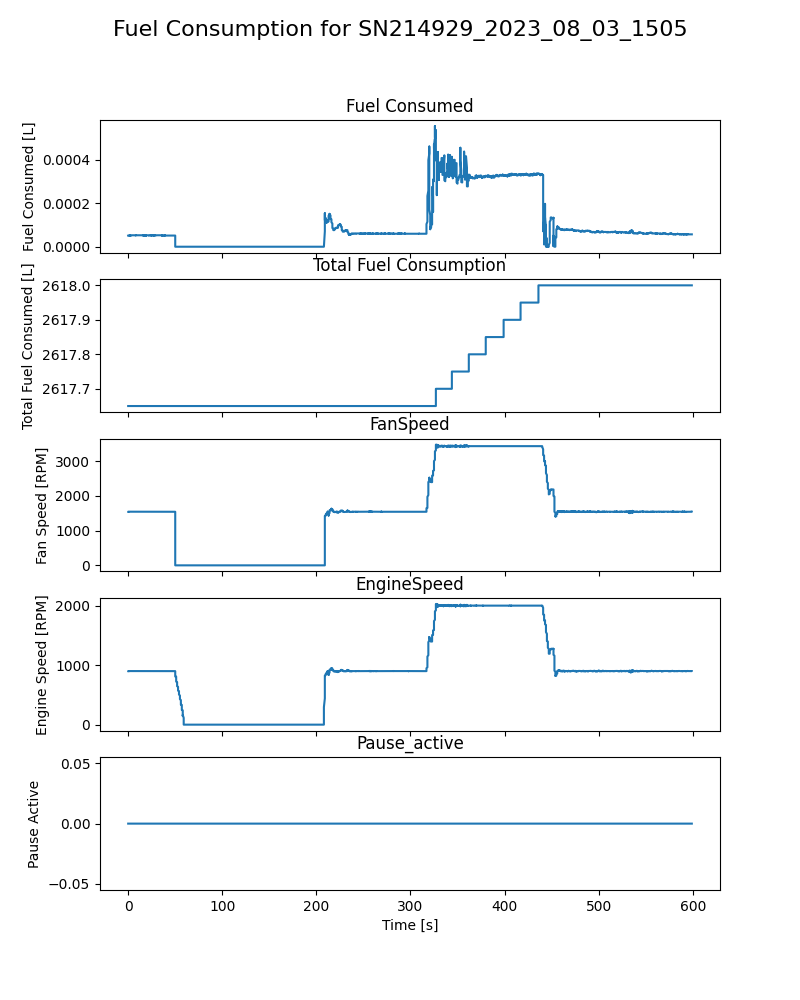 Fuel Consumption for SN214929_2023_08_03_1505
Fuel Consumed
Fuel Consumed [L]
0.0004
0.0002
0.0000
Total Fuel Consumption
Total Fuel Consumed [L]
2618.0
2617.9
2617.8
2617.7
FanSpeed
Fan Speed [RPM]
3000
2000
1000
0
EngineSpeed
Engine Speed [RPM]
2000
1000
0
Pause_active
Pause Active
0.05
0.00
−0.05
0 100 200 300 400 500 600
Time [s]